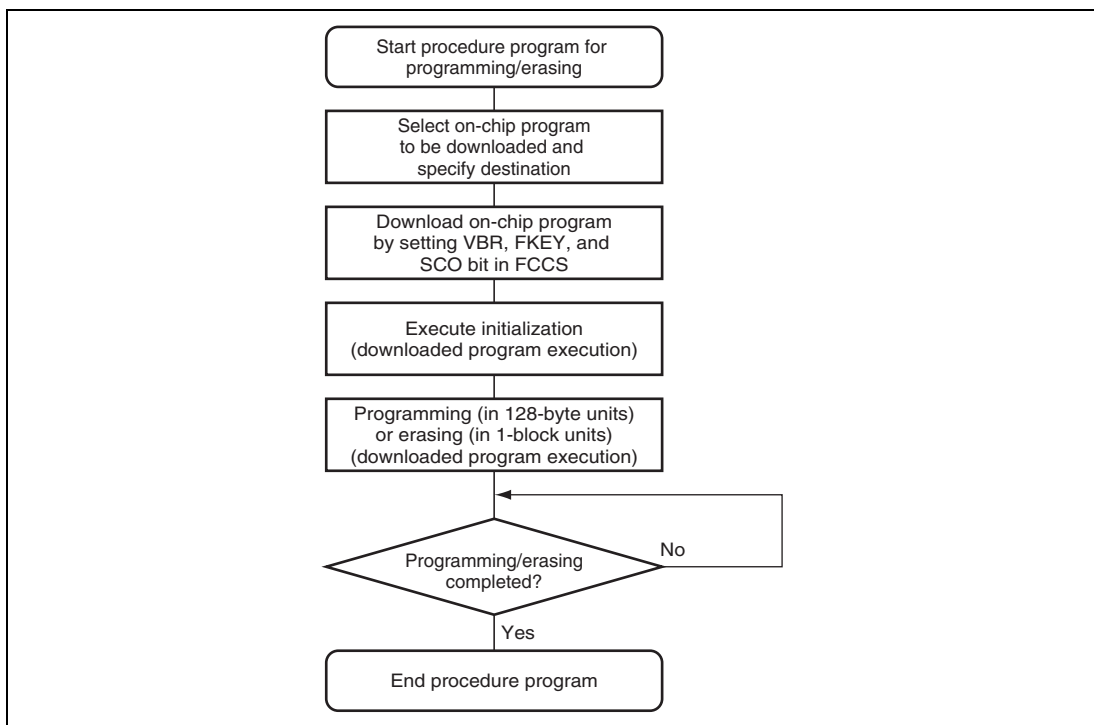 Start procedure program for
programming/erasing
Select on-chip program
to be downloaded and
specify destination
Download on-chip program
by setting VBR, FKEY, and
SCO bit in FCCS
Execute initialization
(downloaded program execution)
Programming (in 128-byte units)
or erasing (in 1-block units)
(downloaded program execution)
Programming/erasing
completed?
No
Yes
End procedure program